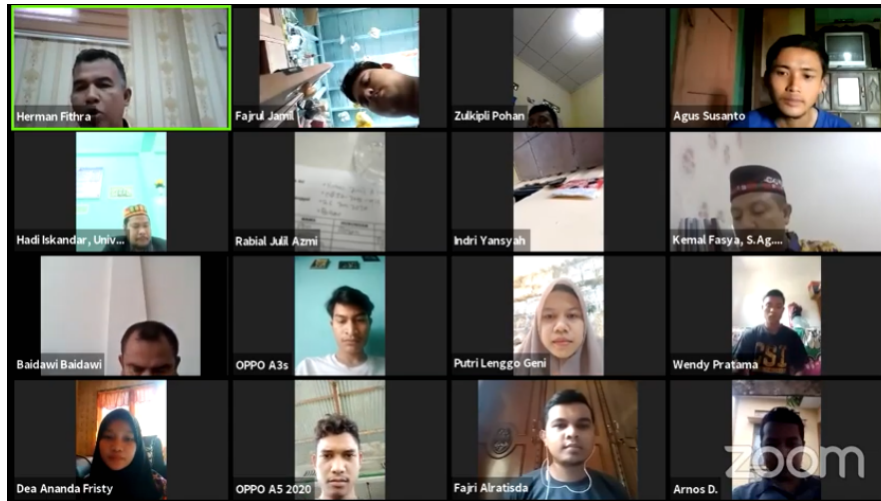 Herman Fithra
Fajrul Jamil
Zulkipli Pohan
Agus Susanto
Hadi Iskandar, Univ...
Rabial Julil Azmi
Indri Yansyah
Kemal Fasya, S.Ag....
Baidawi Baidawi
OPPO A3s
Putri Lenggo Geni
Wendy Pratama
CSI
Dea Ananda Fristy
OPPO A5 2020
Fajri Alratisda
Arnos D.
zoom